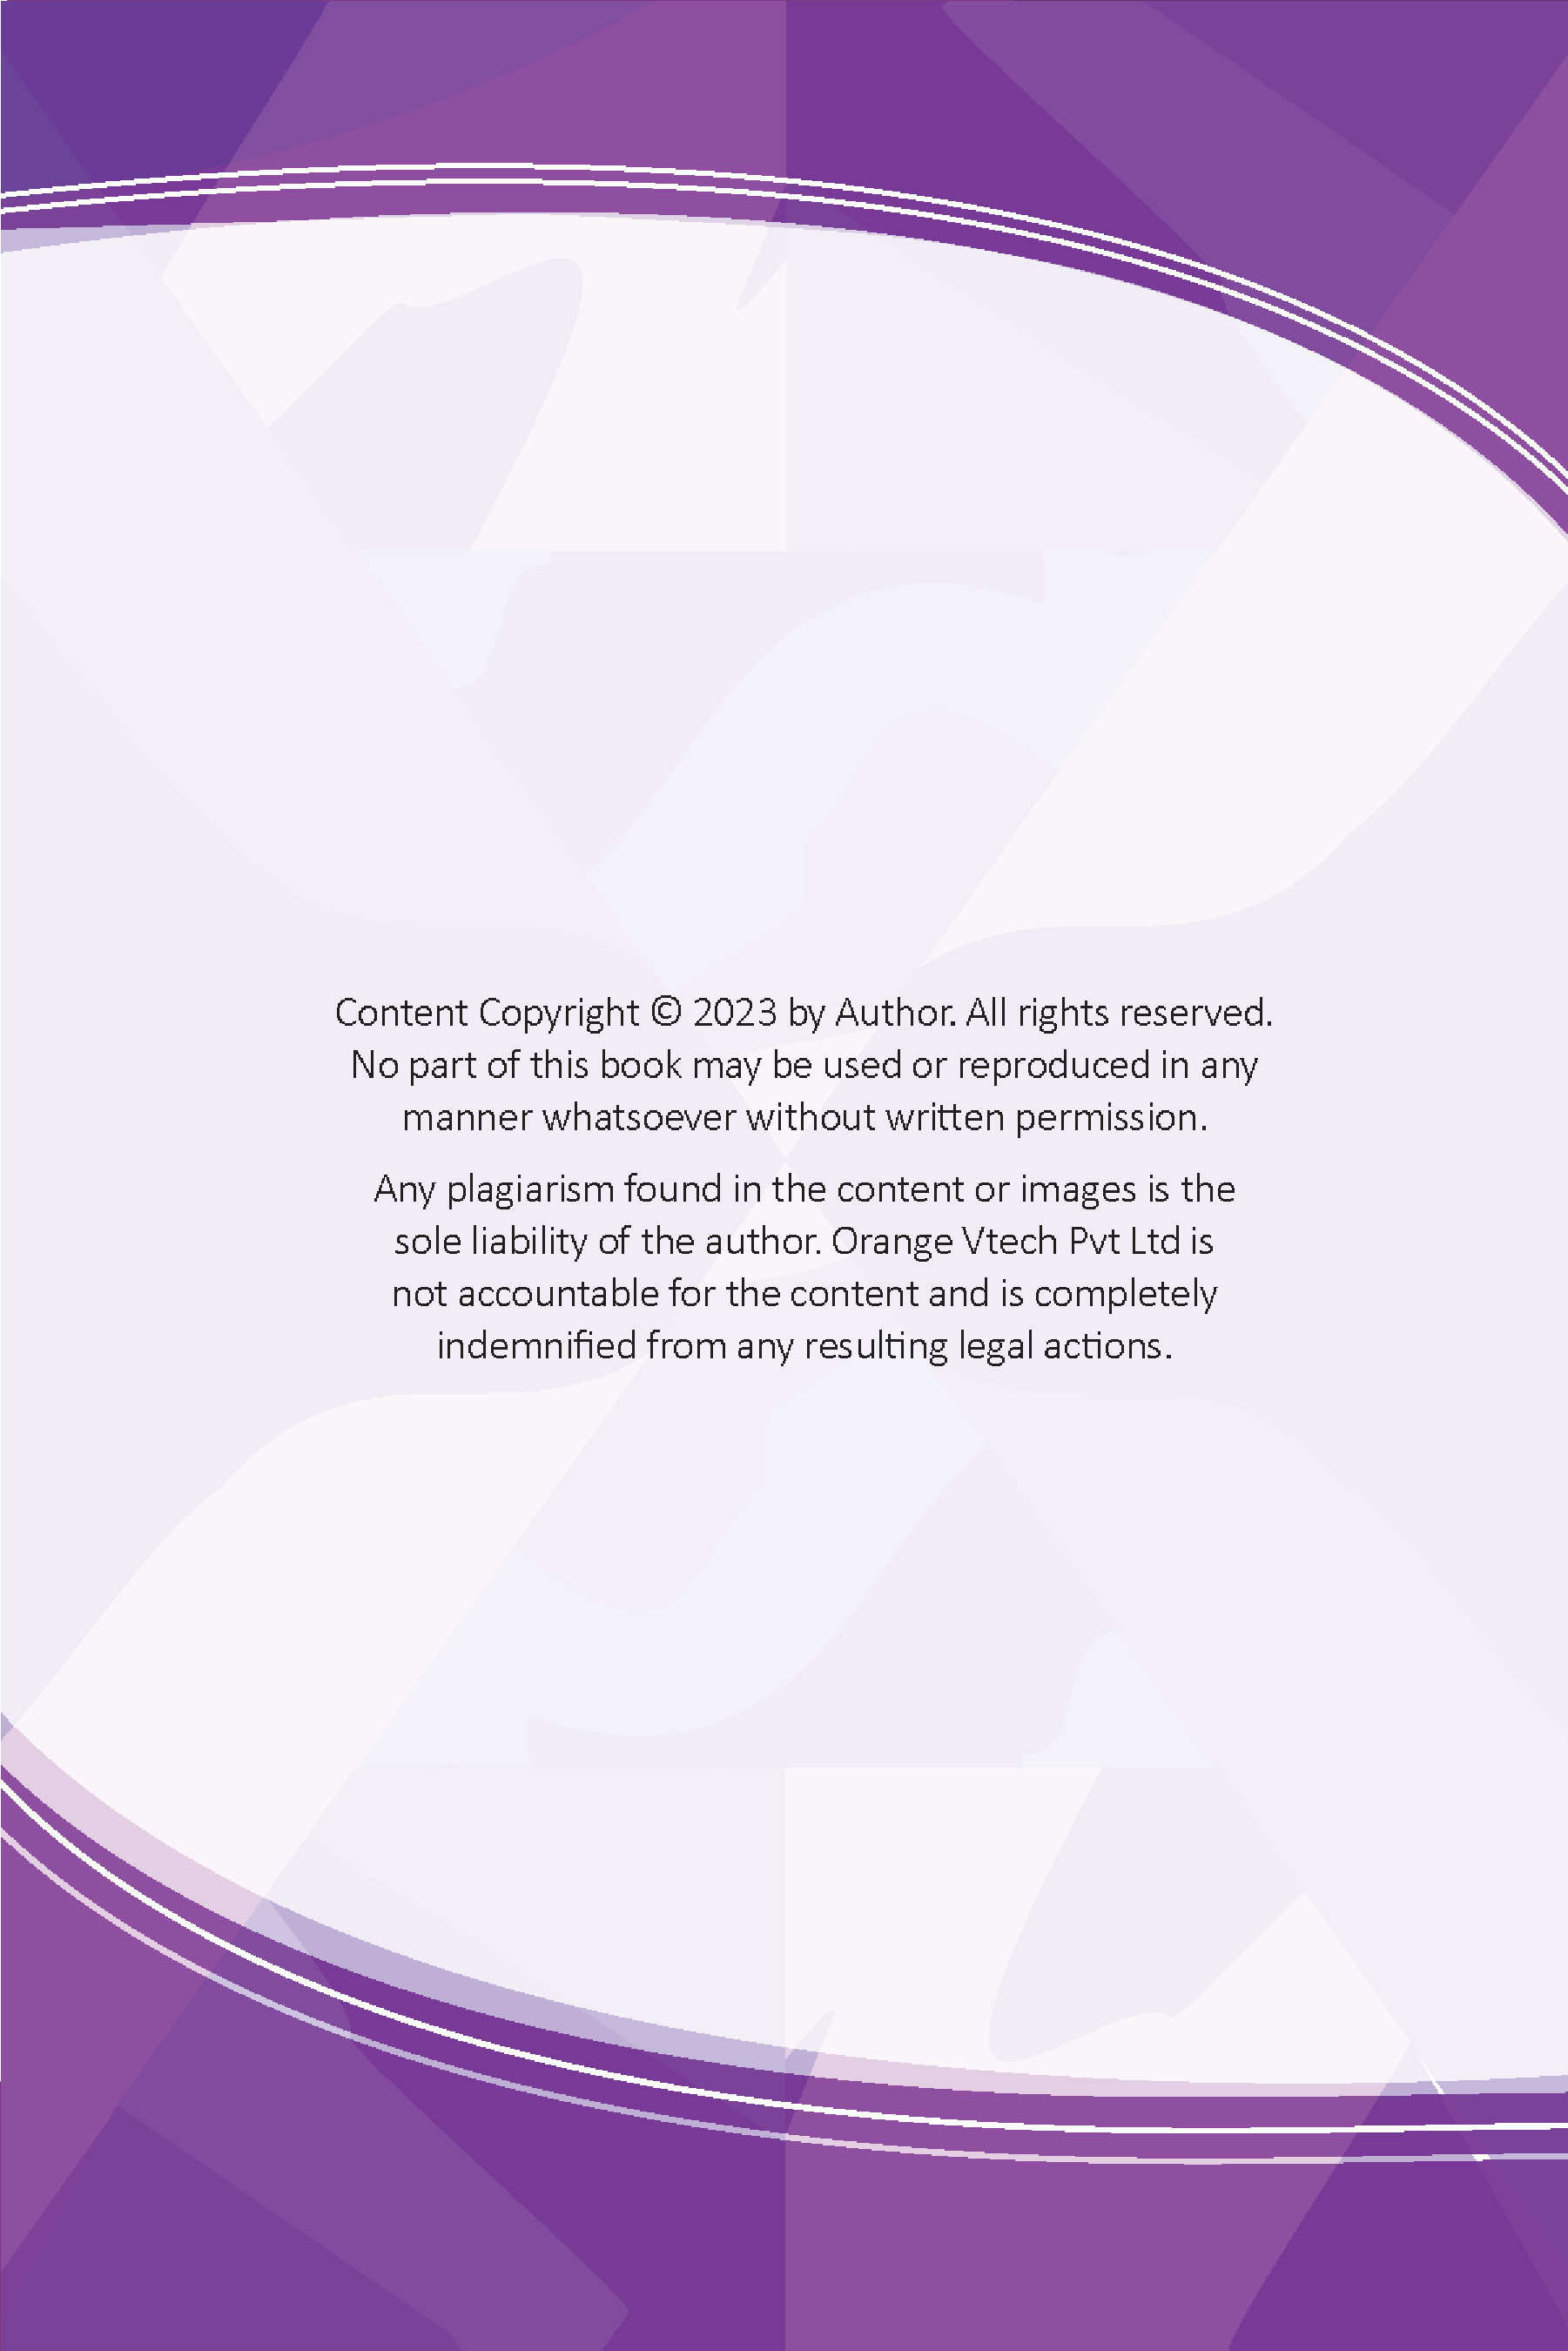 Content Copyright © 2023 by Author. All rights reserved.
No part of this book may be used or reproduced in any
manner whatsoever without written permission.
Any plagiarism found in the content or images is the
sole liability of the author. Orange Vtech Pvt Ltd is
not accountable for the content and is completely
indemnified from any resulting legal actions.